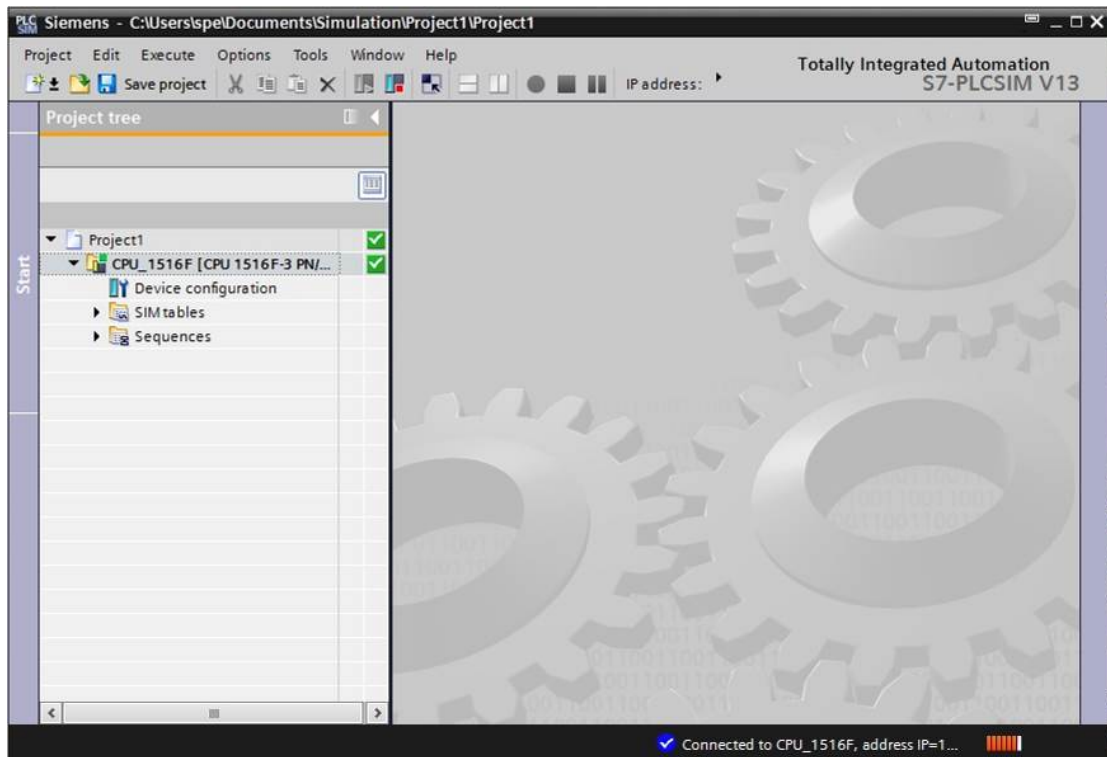 PLC SIM Siemens - C:\Users\spe\Documents\Simulation\Project1\Project1
Project Edit Execute Options Tools Window Help
Totally Integrated Automation
S7-PLCSIM V13
Save project IP address:
Project tree
Start
Project1
CPU_1516F [CPU 1516F-3 PN/...
Device configuration
SIM tables
Sequences
Connected to CPU_1516F, address IP=1...